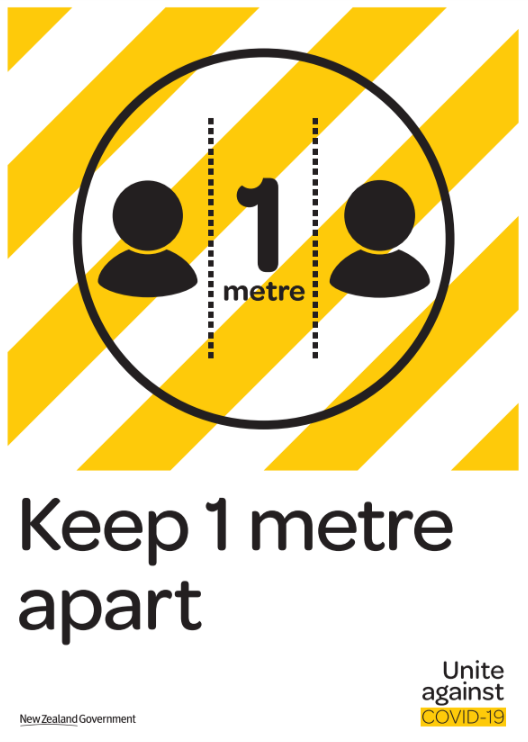 1
metre
Keep 1 metre
apart
Unite
against
COVID-19
New Zealand Government